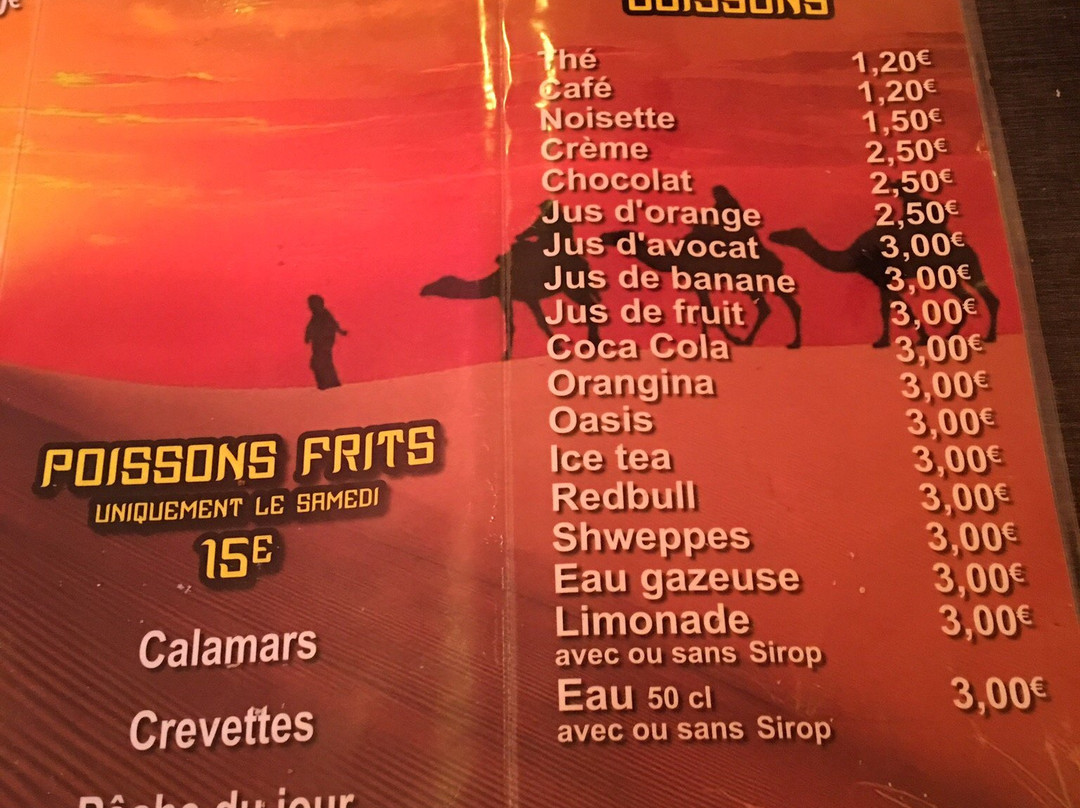 POISSONS FRITS
UNIQUEMENT LE SAMEDI
15€
Calamars
Crevettes
Pêche du jour
Thé 1,20€
Café 1,20€
Noisette 1,50€
Crème 2,50€
Chocolat 2,50€
Jus d'orange 2,50€
Jus d'avocat 3,00€
Jus de banane 3,00€
Jus de fruit 3,00€
Coca Cola 3,00€
Orangina 3,00€
Oasis 3,00€
Ice tea 3,00€
Redbull 3,00€
Shweppes 3,00€
Eau gazeuse 3,00€
Limonade 3,00€
avec ou sans Sirop
Eau 50 cl 3,00€
avec ou sans Sirop